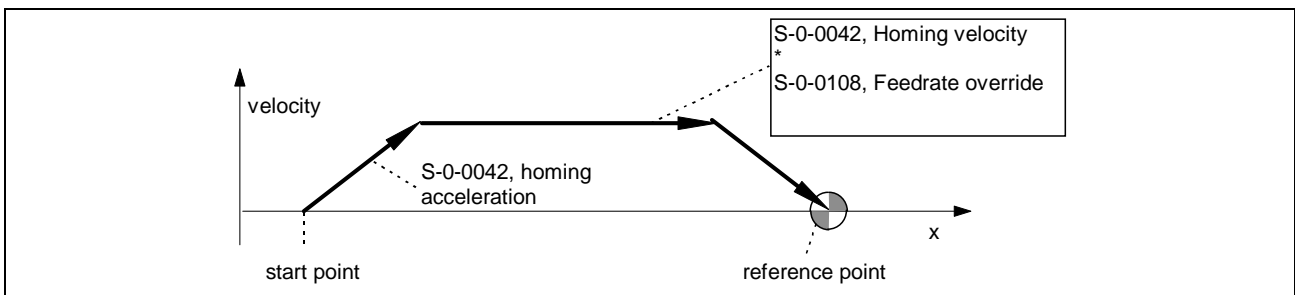 S-0-0042, Homing velocity
*
S-0-0108, Feedrate override
velocity
S-0-0042, homing
acceleration
x
start point
reference point